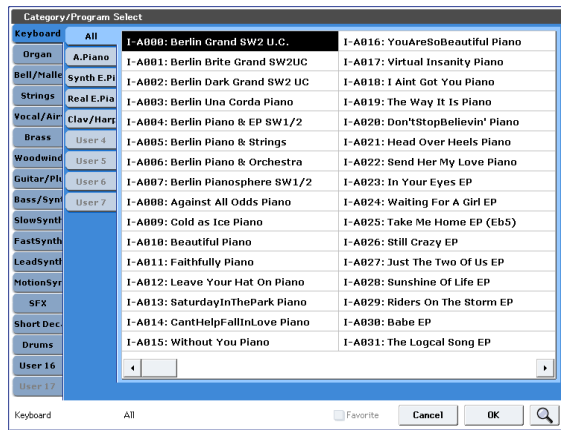 Category/Program Select
Keyboard
Organ
Bell/Malle
Strings
Vocal/Air
Brass
Woodwind
Guitar/Plu
Bass/Synt
SlowSynth
FastSynth
LeadSynth
MotionSyn
SFX
Short Dec
Drums
User 16
User 17
All
A.Piano
Synth E.Pi
Real E.Pia
Clav/Harp
User 4
User 5
User 6
User 7
I-A000: Berlin Grand SW2 U.C.
I-A001: Berlin Brite Grand SW2UC
I-A002: Berlin Dark Grand SW2 UC
I-A003: Berlin Una Corda Piano
I-A004: Berlin Piano & EP SW1/2
I-A005: Berlin Piano & Strings
I-A006: Berlin Piano & Orchestra
I-A007: Berlin Pianosphere SW1/2
I-A008: Against All Odds Piano
I-A009: Cold as Ice Piano
I-A010: Beautiful Piano
I-A011: Faithfully Piano
I-A012: Leave Your Hat On Piano
I-A013: SaturdayInThePark Piano
I-A014: CantHelpFallInLove Piano
I-A015: Without You Piano
I-A016: YouAreSoBeautiful Piano
I-A017: Virtual Insanity Piano
I-A018: I Aint Got You Piano
I-A019: The Way It Is Piano
I-A020: Don'tStopBelievin' Piano
I-A021: Head Over Heels Piano
I-A022: Send Her My Love Piano
I-A023: In Your Eyes EP
I-A024: Waiting For A Girl EP
I-A025: Take Me Home EP (Eb5)
I-A026: Still Crazy EP
I-A027: Just The Two Of Us EP
I-A028: Sunshine Of Life EP
I-A029: Riders On The Storm EP
I-A030: Babe EP
I-A031: The Logcal Song EP
Keyboard All Favorite Cancel OK